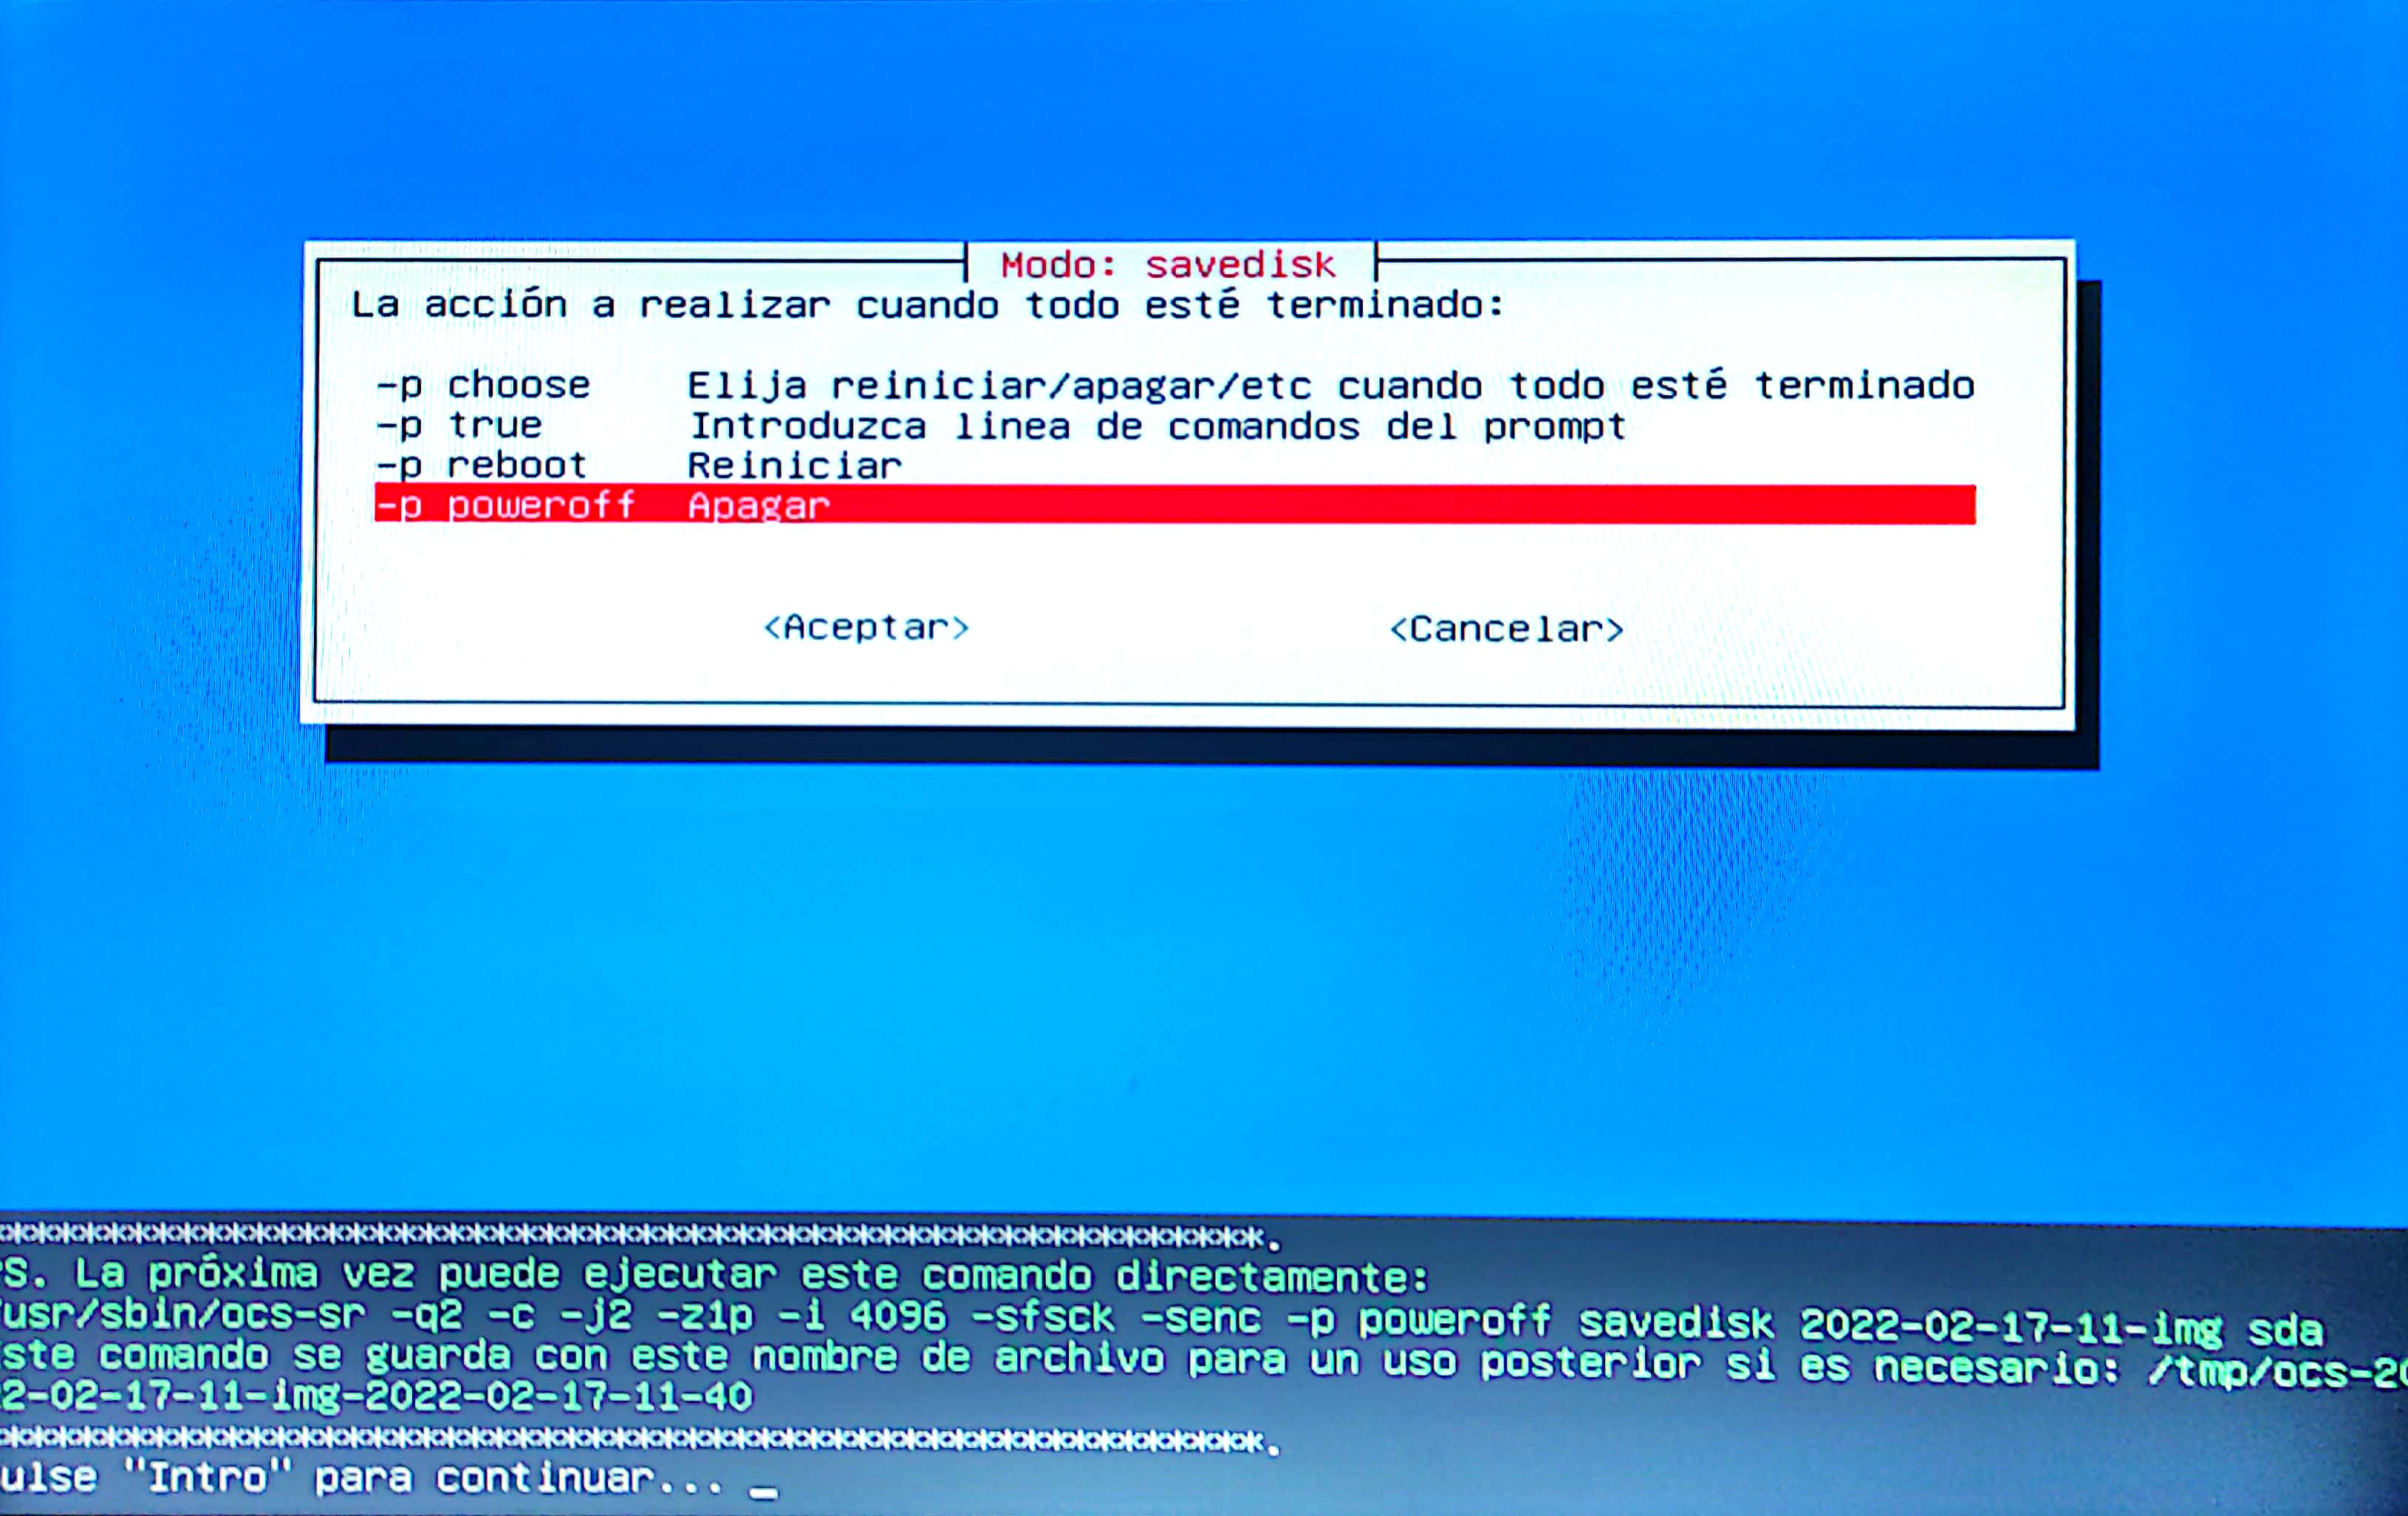 Modo: savedisk
La acción a realizar cuando todo esté terminado:
-p choose Elija reiniciar/apagar/etc cuando todo esté terminado
-p true Introduzca linea de comandos del prompt
-p reboot Reiniciar
-p poweroff Apagar
<Aceptar> <Cancelar>
*****************************************************.
S. La próxima vez puede ejecutar este comando directamente:
/usr/sbin/ocs-sr -q2 -c -j2 -z1p -i 4096 -sfsck -senc -p poweroff savedisk 2022-02-17-11-img sda
ste comando se guarda con este nombre de archivo para un uso posterior si es necesario: /tmp/ocs-20
2-02-17-11-img-2022-02-17-11-40
*****************************************************.
ulse "Intro" para continuar... _